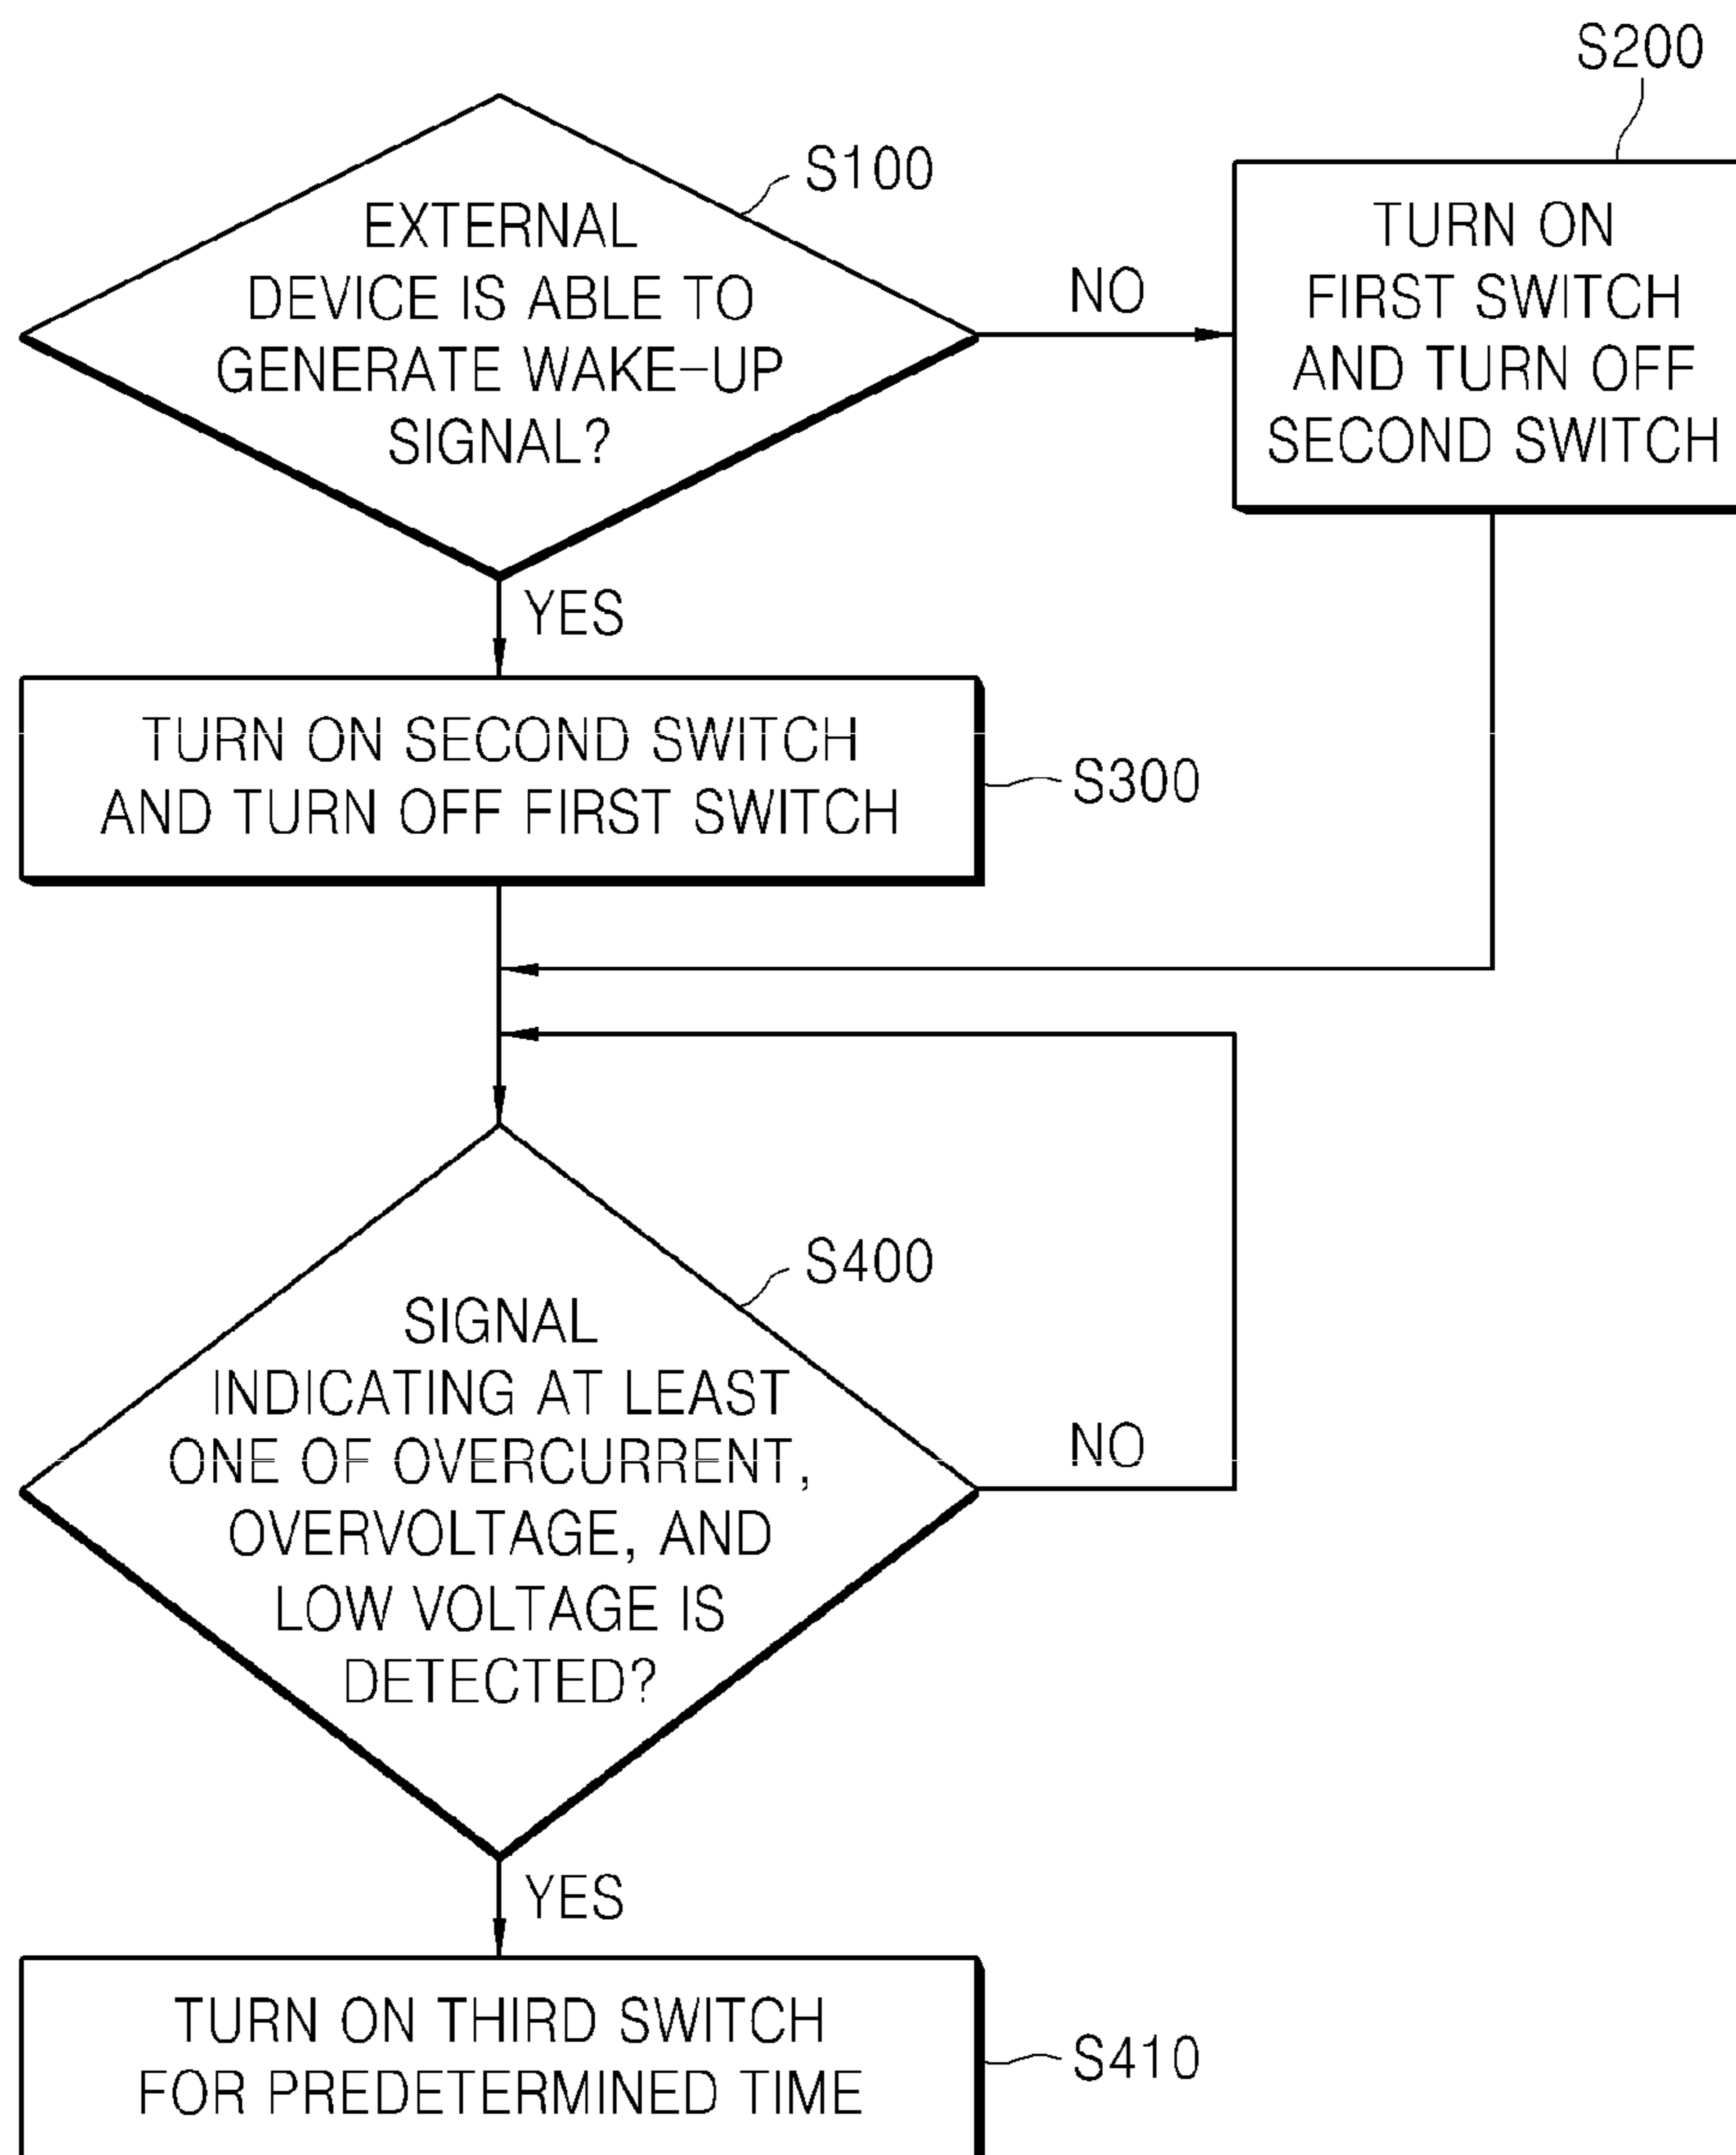 S200
S100
EXTERNAL
DEVICE IS ABLE TO
GENERATE WAKE-UP
SIGNAL?
NO
TURN ON
FIRST SWITCH
AND TURN OFF
SECOND SWITCH
YES
TURN ON SECOND SWITCH
AND TURN OFF FIRST SWITCH
S300
S400
SIGNAL
INDICATING AT LEAST
ONE OF OVERCURRENT,
OVERVOLTAGE, AND
LOW VOLTAGE IS
DETECTED?
NO
YES
TURN ON THIRD SWITCH
FOR PREDETERMINED TIME
S410